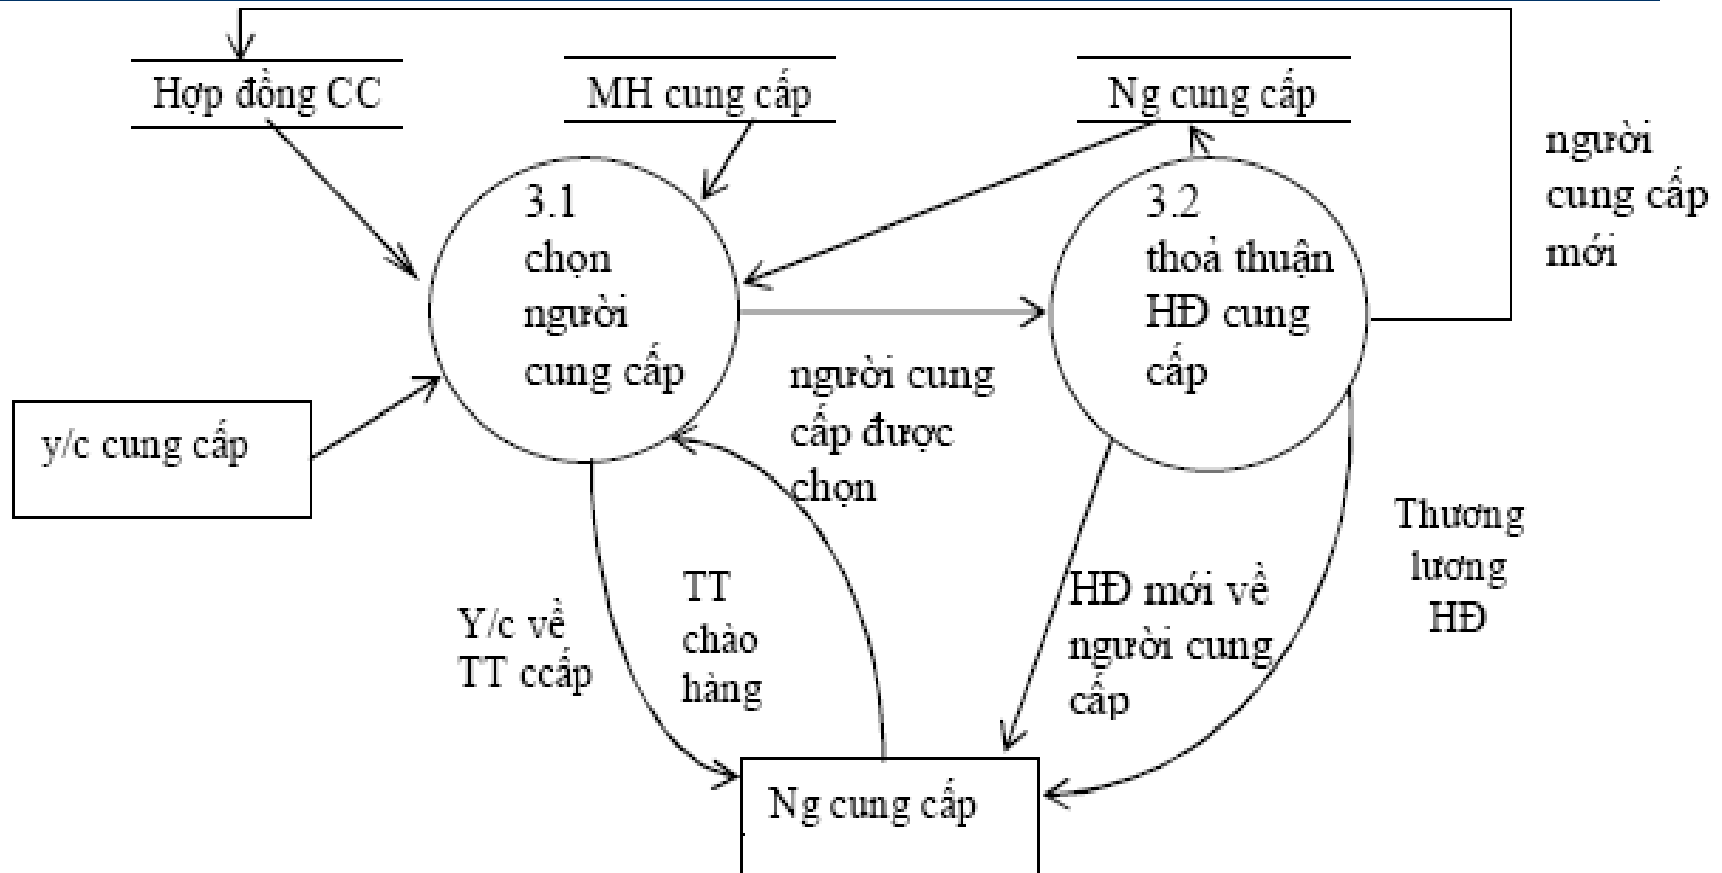 Hợp đồng CC
MH cung cấp
Ng cung cấp
người
cung cấp
mới
3.1
chọn
người
cung cấp
3.2
thoả thuận
HĐ cung
cấp
người cung
cấp được
chọn
y/c cung cấp
Thương
lương
HĐ
Y/c về
TT ccấp
TT
chào
hàng
HĐ mới về
người cung
cấp
Ng cung cấp